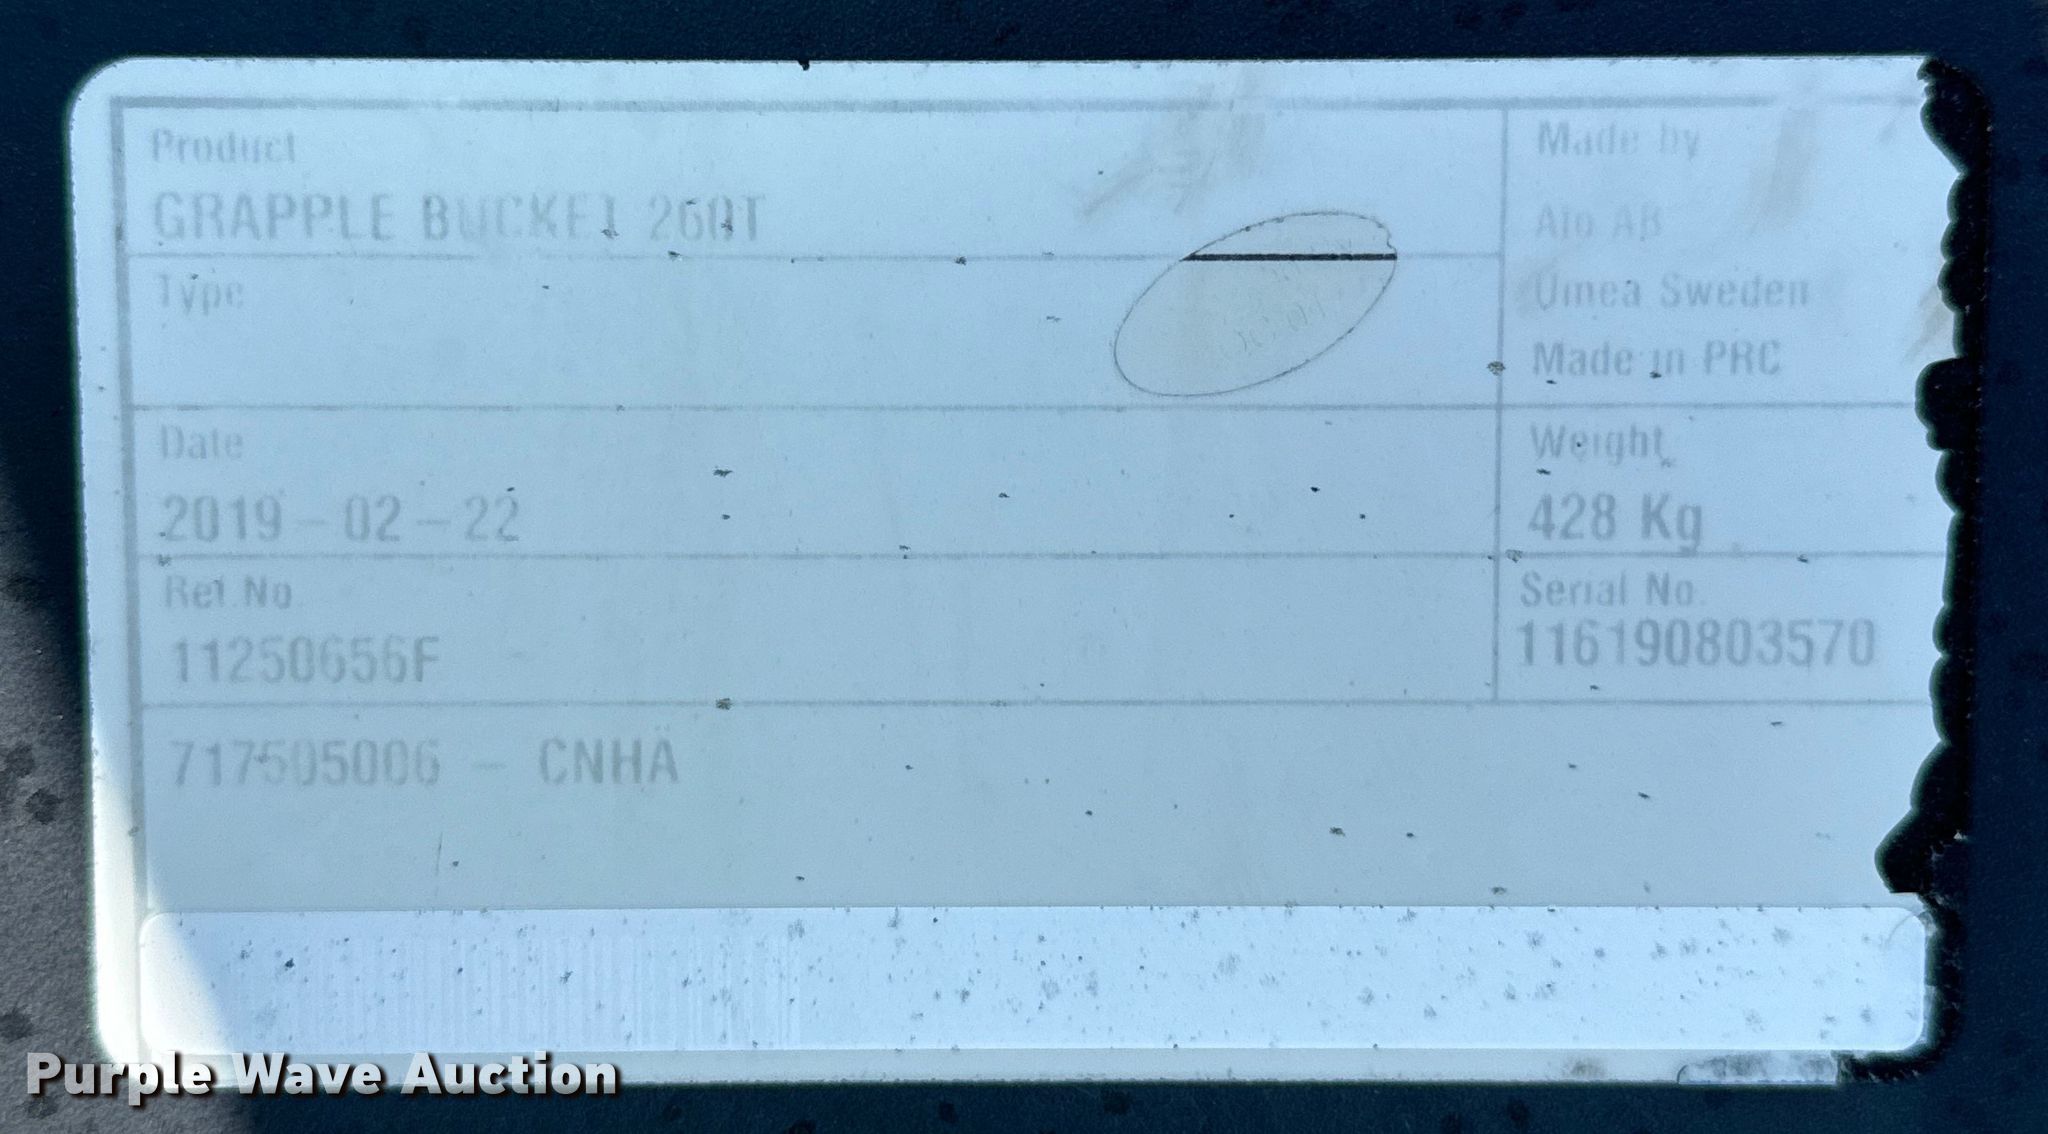 Product
GRAPPLE BUCKET 260T
Made by
Alo AB
Umea Sweden
Made in PRC
Type
Date
2019-02-22
Weight
428 Kg
Ref.No.
11250656F
Serial No.
116190803570
717505006 - CNHÄ
Purple Wave Auction